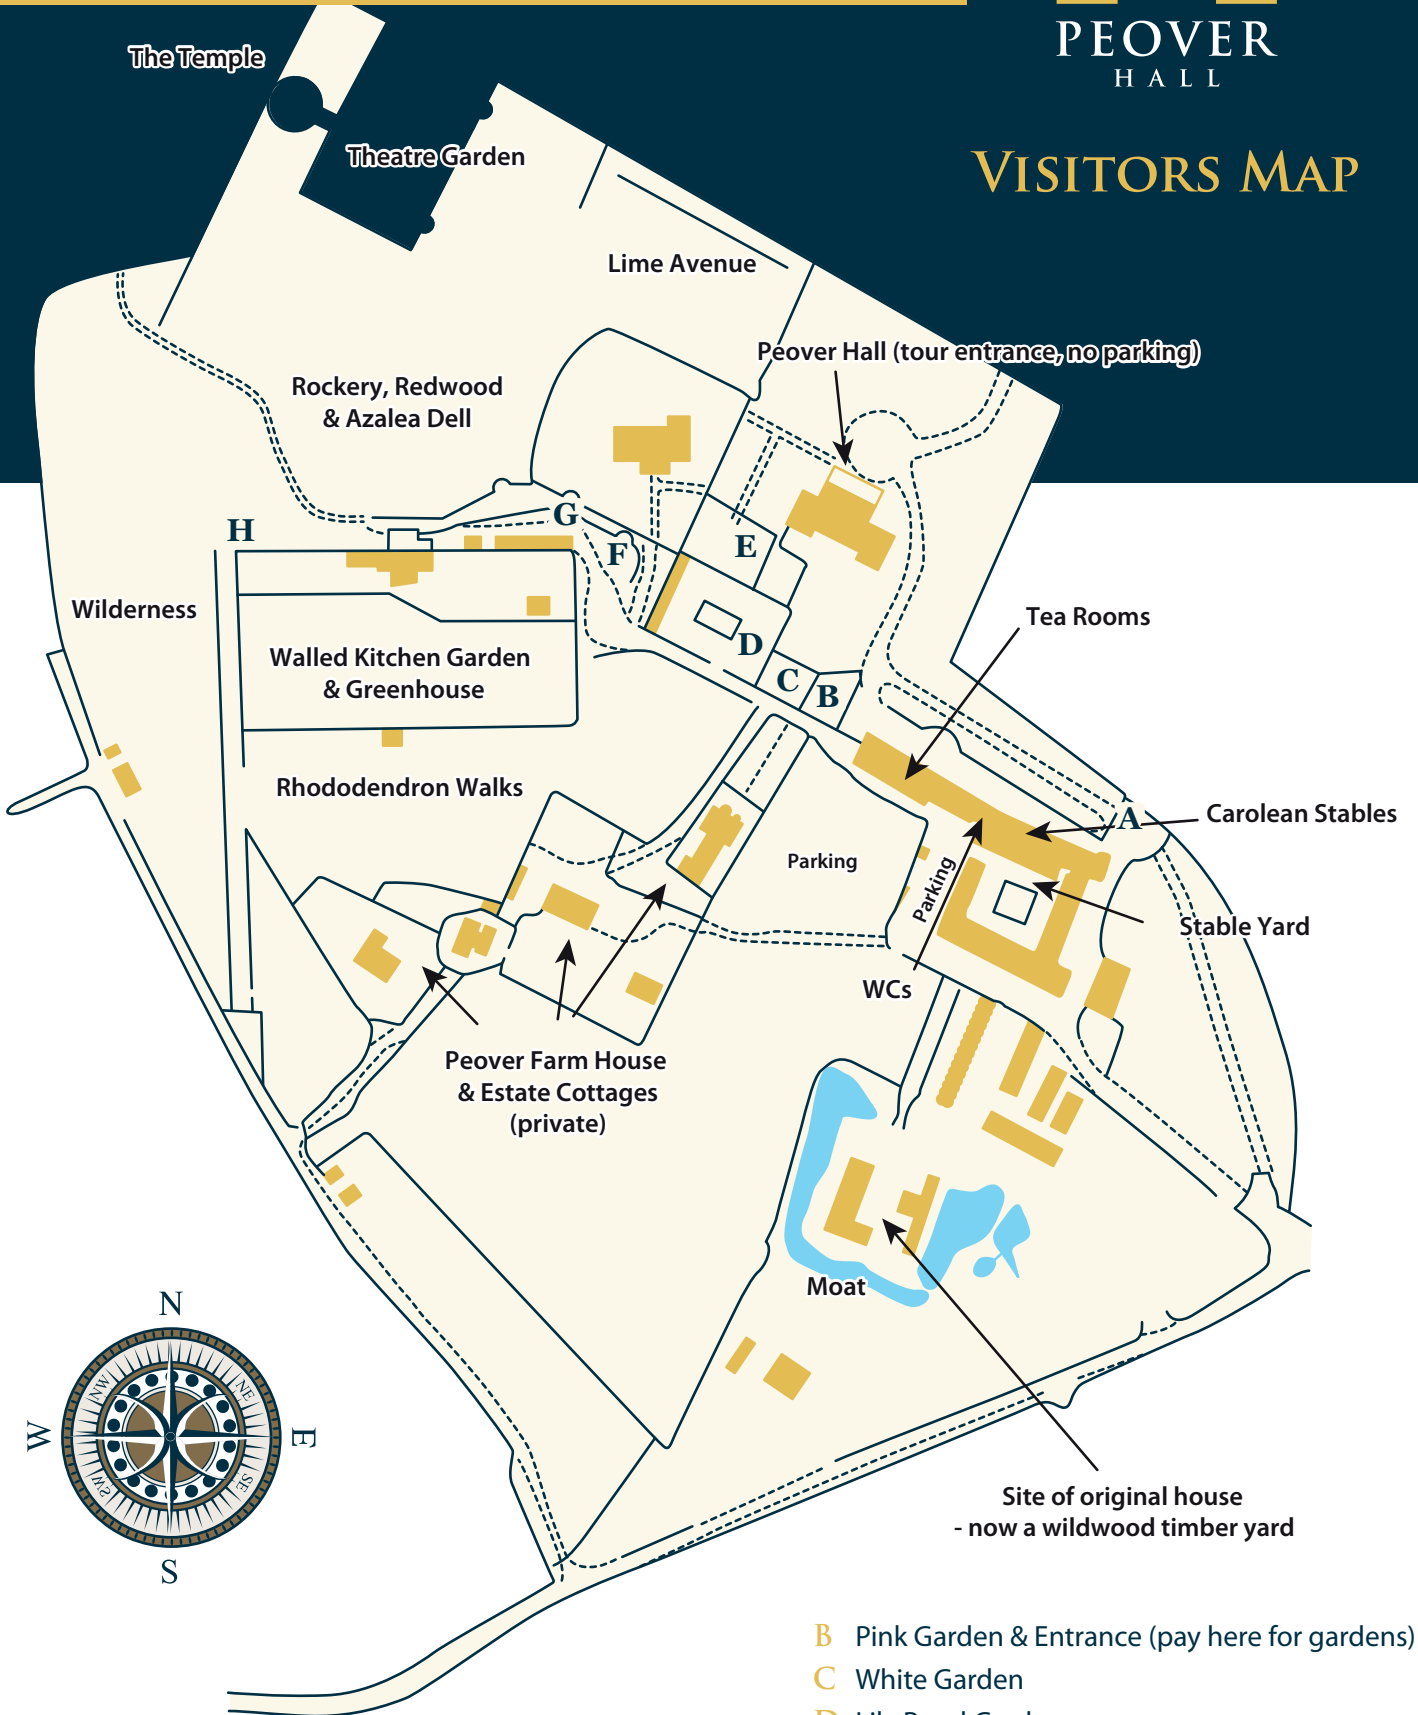 PEOVER
HALL
VISITORS MAP
The Temple
Theatre Garden
Lime Avenue
Peover Hall (tour entrance, no parking)
Rockery, Redwood
& Azalea Dell
H
G
F
E
Wilderness
Tea Rooms
D
Walled Kitchen Garden
& Greenhouse
C
B
Rhododendron Walks
A
Carolean Stables
Parking
Parking
Stable Yard
WCs
Peover Farm House
& Estate Cottages
(private)
Moat
N
NW
NE
W
E
SW
SE
S
Site of original house
- now a wildwood timber yard
B Pink Garden & Entrance (pay here for gardens)
C White Garden